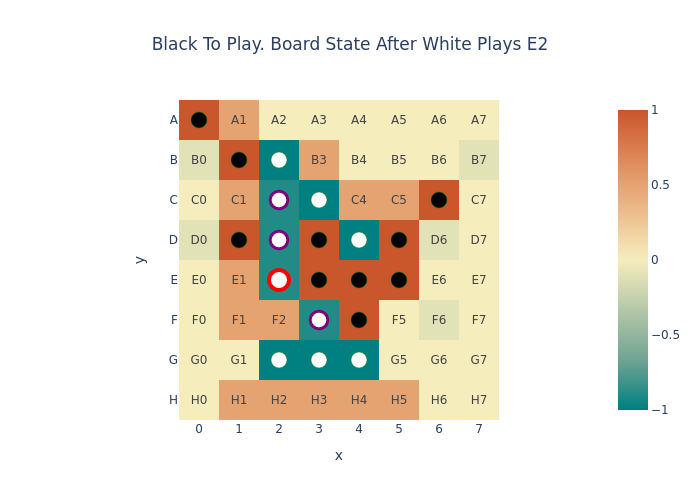 Black To Play. Board State After White Plays E2
A A1 A2 A3 A4 A5 A6 A7
B B0 B3 B4 B5 B6 B7
C C0 C1 C4 C5 C7
D D0 D6 D7
E E0 E1 E6 E7
F F0 F1 F2 F5 F6 F7
G G0 G1 G5 G6 G7
H H0 H1 H2 H3 H4 H5 H6 H7
0 1 2 3 4 5 6 7
x
y
1
0.5
0
−0.5
−1